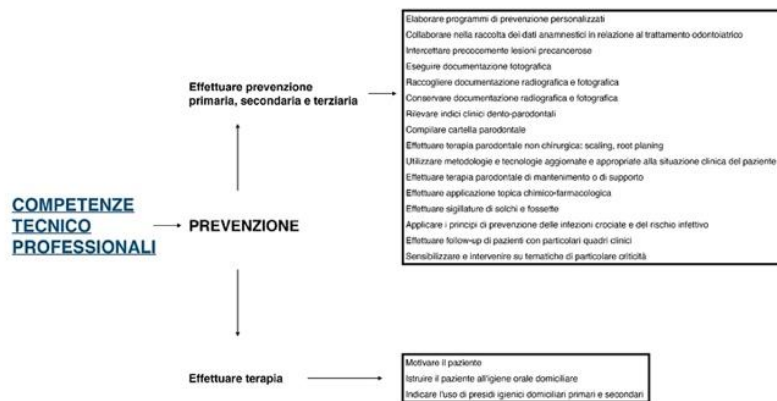 COMPETENZE
TECNICO
PROFESSIONALI
PREVENZIONE
Effettuare prevenzione
primaria, secondaria e terziaria
Elaborare programmi di prevenzione personalizzati
Collaborare nella raccolta dei dati anamnestici in relazione al trattamento odontoiatrico
Intercettare precocemente lesioni precancerose
Eseguire documentazione fotografica
Raccogliere documentazione radiografica e fotografica
Conservare documentazione radiografica e fotografica
Rilevare indici clinici dento-parodontali
Compilare cartella parodontale
Effettuare terapia parodontale non chirurgica: scaling, root planing
Utilizzare metodologie e tecnologie aggiornate e appropriate alla situazione clinica del paziente
Effettuare terapia parodontale di mantenimento o di supporto
Effettuare applicazione topica chimico-farmacologica
Effettuare sigillature di solchi e fossette
Applicare i principi di prevenzione delle infezioni crociate e del rischio infettivo
Effettuare follow-up di pazienti con particolari quadri clinici
Sensibilizzare e intervenire su tematiche di particolare criticità
Effettuare terapia
Motivare il paziente
Istruire il paziente all'igiene orale domiciliare
Indicare l'uso di presidi igienici domiciliari primari e secondari